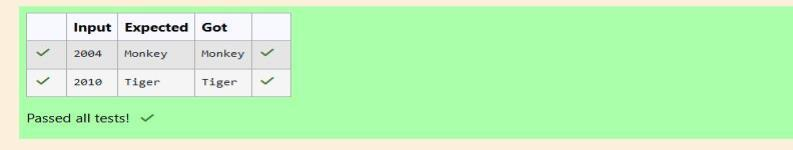 Input Expected Got
2004 Monkey Monkey
2010 Tiger Tiger
Passed all tests!